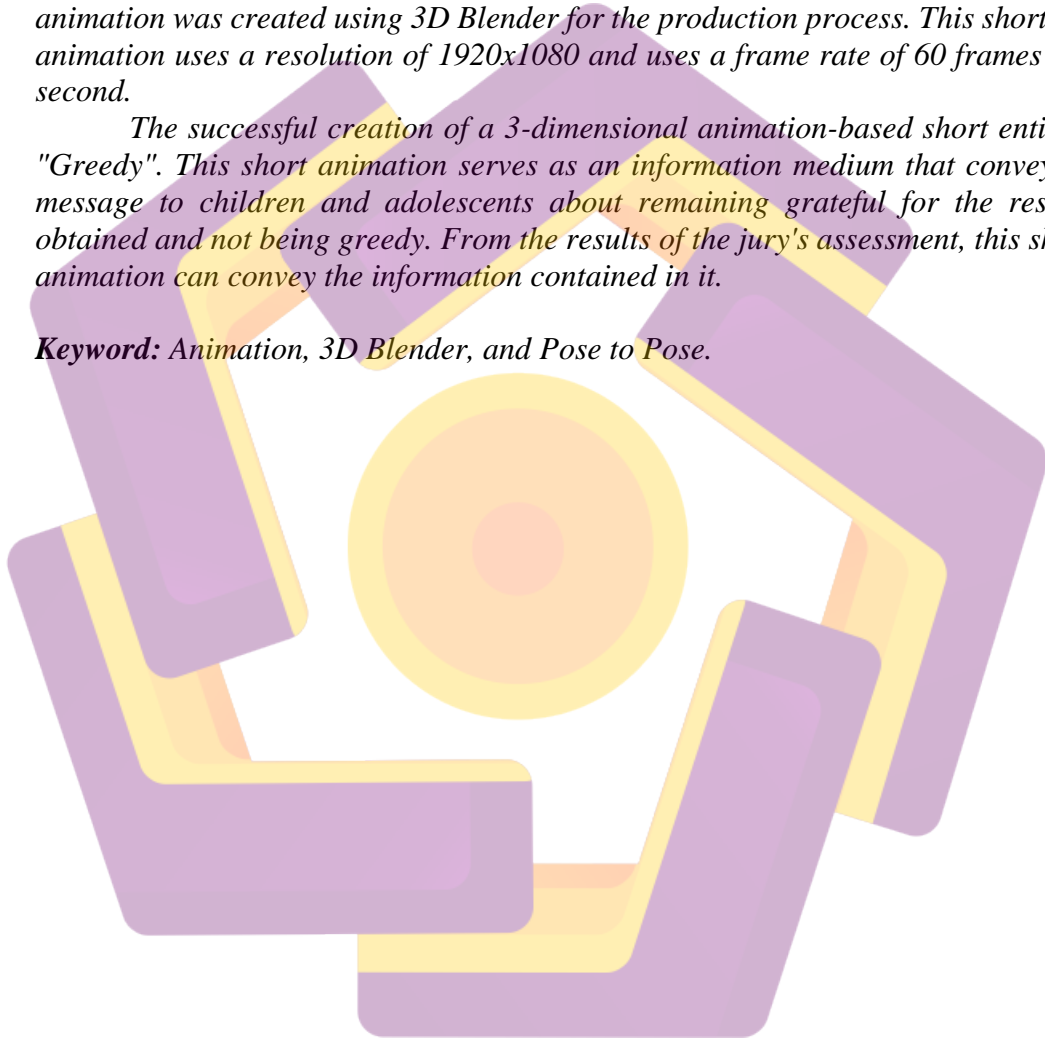 animation was created using 3D Blender for the production process. This short
animation uses a resolution of 1920x1080 and uses a frame rate of 60 frames
second.
The successful creation of a 3-dimensional animation-based short
"Greedy". This short animation serves as an information medium that
message to children and adolescents about remaining grateful for the
obtained and not being greedy. From the results of the jury's assessment, this
animation can convey the information contained in it.
Keyword: Animation, 3D Blender, and Pose to Pose.